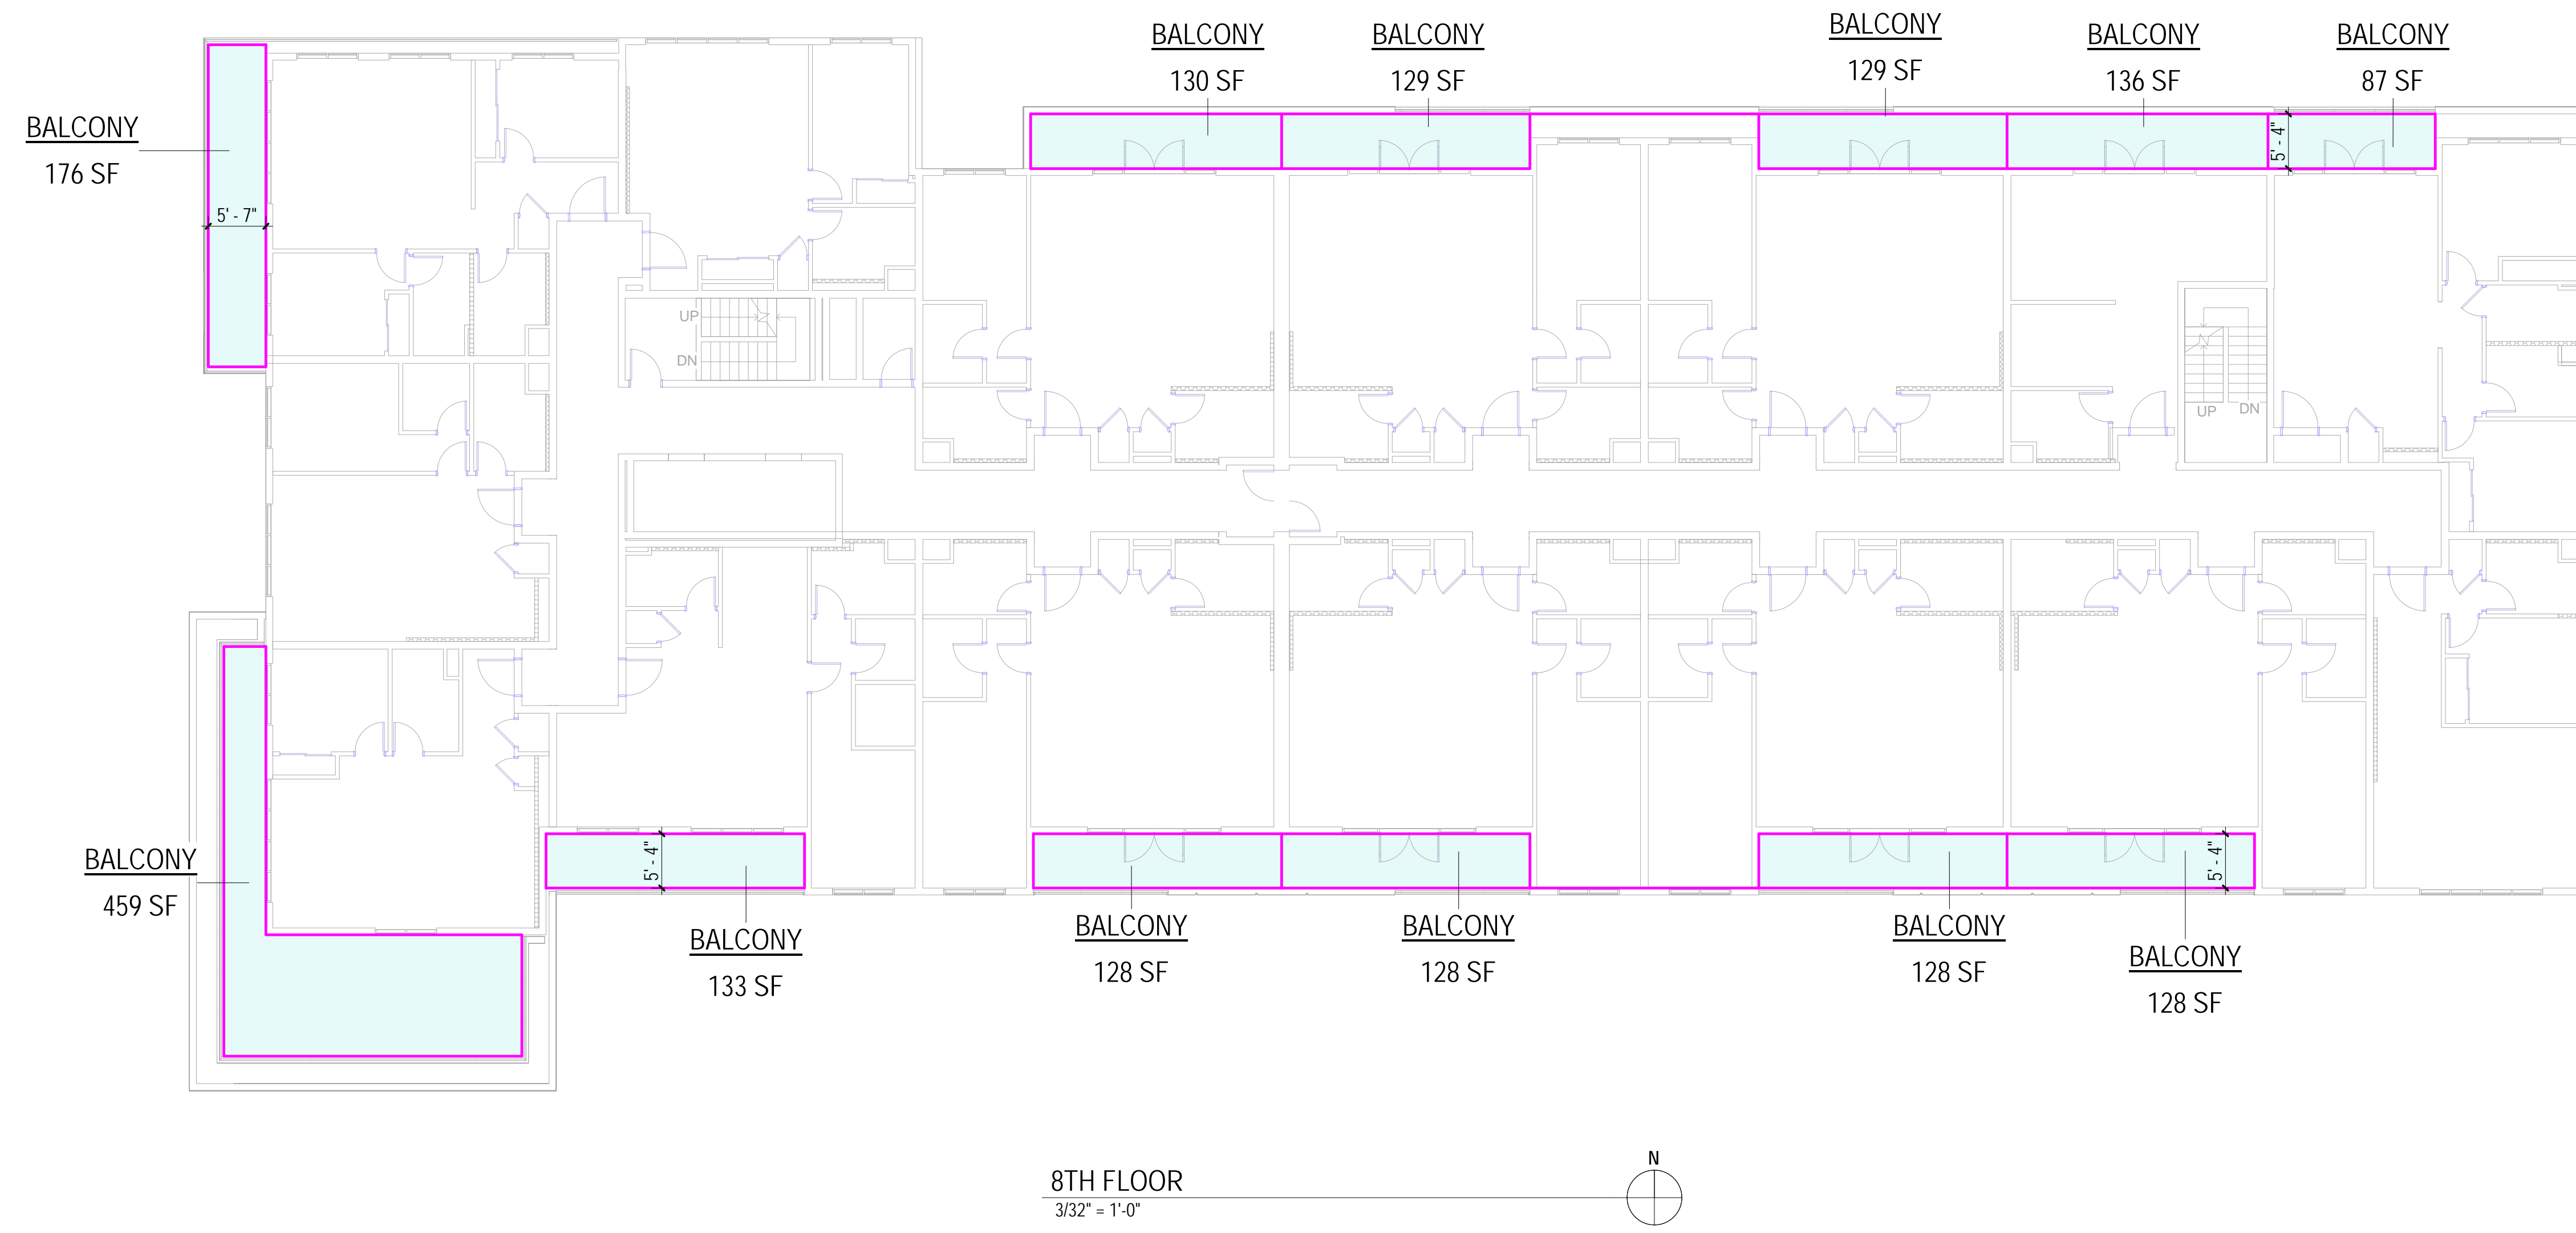 BALCONY
130 SF
BALCONY
129 SF
BALCONY
129 SF
BALCONY
136 SF
BALCONY
87 SF
BALCONY
176 SF
5' - 7"
5' - 4"
UP
DN
UP
DN
BALCONY
459 SF
5' - 4"
5' - 4"
BALCONY
133 SF
BALCONY
128 SF
BALCONY
128 SF
BALCONY
128 SF
BALCONY
128 SF
8TH FLOOR
3/32" = 1'-0"
N